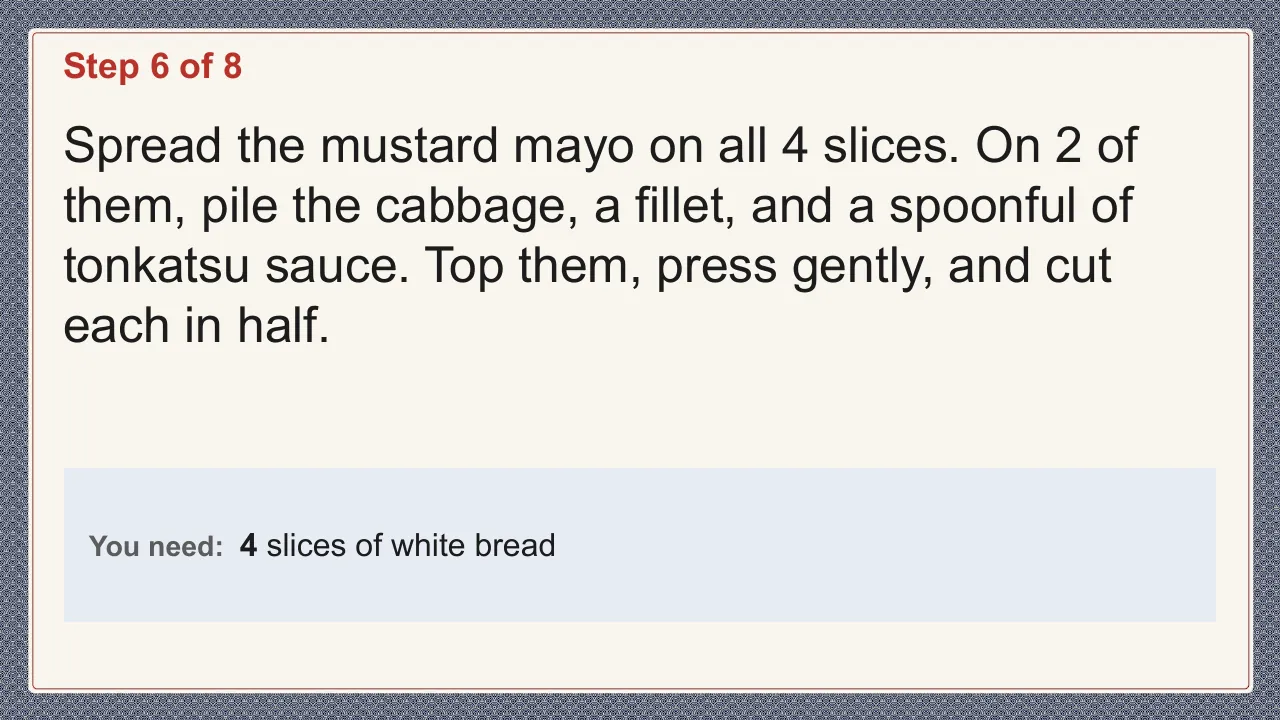 Step 6 of 8
Spread the mustard mayo on all 4 slices. On 2 of
them, pile the cabbage, a fillet, and a spoonful of
tonkatsu sauce. Top them, press gently, and cut
each in half.
You need: 4 slices of white bread